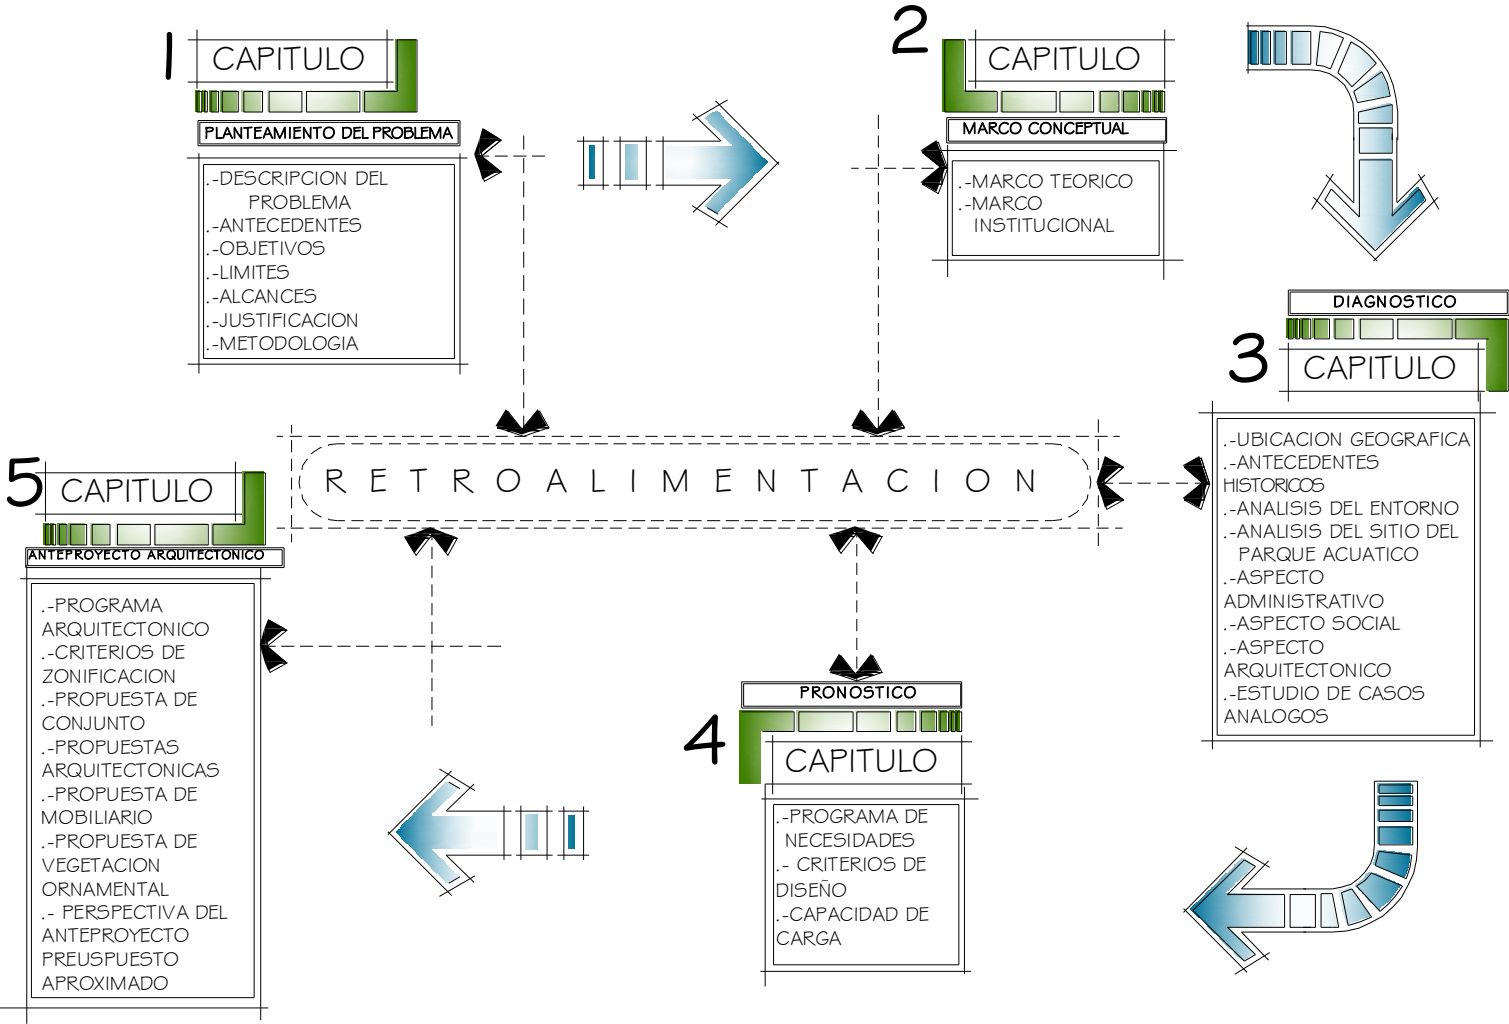 1
CAPITULO
PLANTEAMIENTO DEL PROBLEMA
.-DESCRIPCION DEL
PROBLEMA
.-ANTECEDENTES
.-OBJETIVOS
.-LIMITES
.-ALCANCES
.-JUSTIFICACION
.-METODOLOGIA
2
CAPITULO
MARCO CONCEPTUAL
.-MARCO TEORICO
.-MARCO
INSTITUCIONAL
DIAGNOSTICO
3
CAPITULO
.-UBICACION GEOGRAFICA
.-ANTECEDENTES
HISTORICOS
.-ANALISIS DEL ENTORNO
.-ANALISIS DEL SITIO DEL
PARQUE ACUATICO
.-ASPECTO
ADMINISTRATIVO
.-ASPECTO SOCIAL
.-ASPECTO
ARQUITECTONICO
.-ESTUDIO DE CASOS
ANALOGOS
RETROALIMENTACION
PRONOSTICO
4
CAPITULO
.-PROGRAMA DE
NECESIDADES
.- CRITERIOS DE
DISEÑO
.-CAPACIDAD DE
CARGA
5
CAPITULO
ANTEPROYECTO ARQUITECTONICO
.-PROGRAMA
ARQUITECTONICO
.-CRITERIOS DE
ZONIFICACION
.-PROPUESTA DE
CONJUNTO
.-PROPUESTAS
ARQUITECTONICAS
.-PROPUESTA DE
MOBILIARIO
.-PROPUESTA DE
VEGETACION
ORNAMENTAL
.- PERSPECTIVA DEL
ANTEPROYECTO
PREUSPUESTO
APROXIMADO